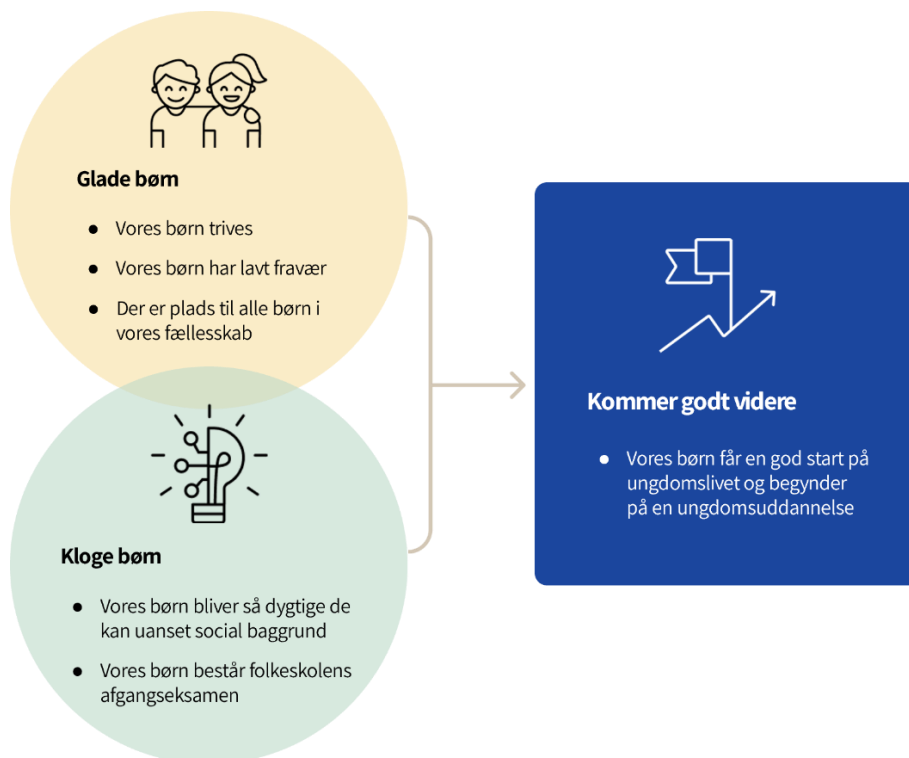 Glade børn
● Vores børn trives
● Vores børn har lavt fravær
● Der er plads til alle børn i
vores fællesskab
Kloge børn
● Vores børn bliver så dygtige de
kan uanset social baggrund
● Vores børn består folkeskolens
afgangseksamen
Kommer godt videre
● Vores børn får en god start på
ungdomslivet og begynder
på en ungdomsuddannelse